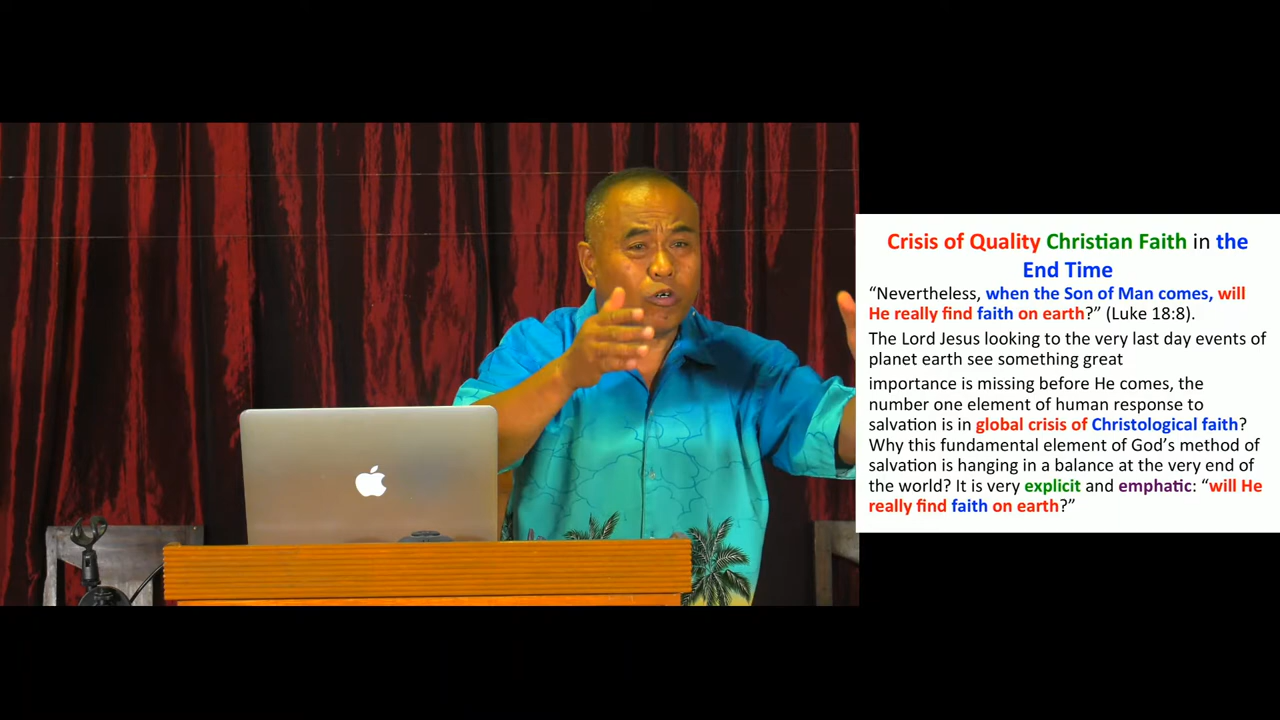 Crisis of Quality Christian Faith in the
End Time
“Nevertheless, when the Son of Man comes, will
He really find faith on earth?” (Luke 18:8).
The Lord Jesus looking to the very last day events of
planet earth see something great
importance is missing before He comes, the
number one element of human response to
salvation is in global crisis of Christological faith?
Why this fundamental element of God’s method of
salvation is hanging in a balance at the very end of
the world? It is very explicit and emphatic: “will He
really find faith on earth?”